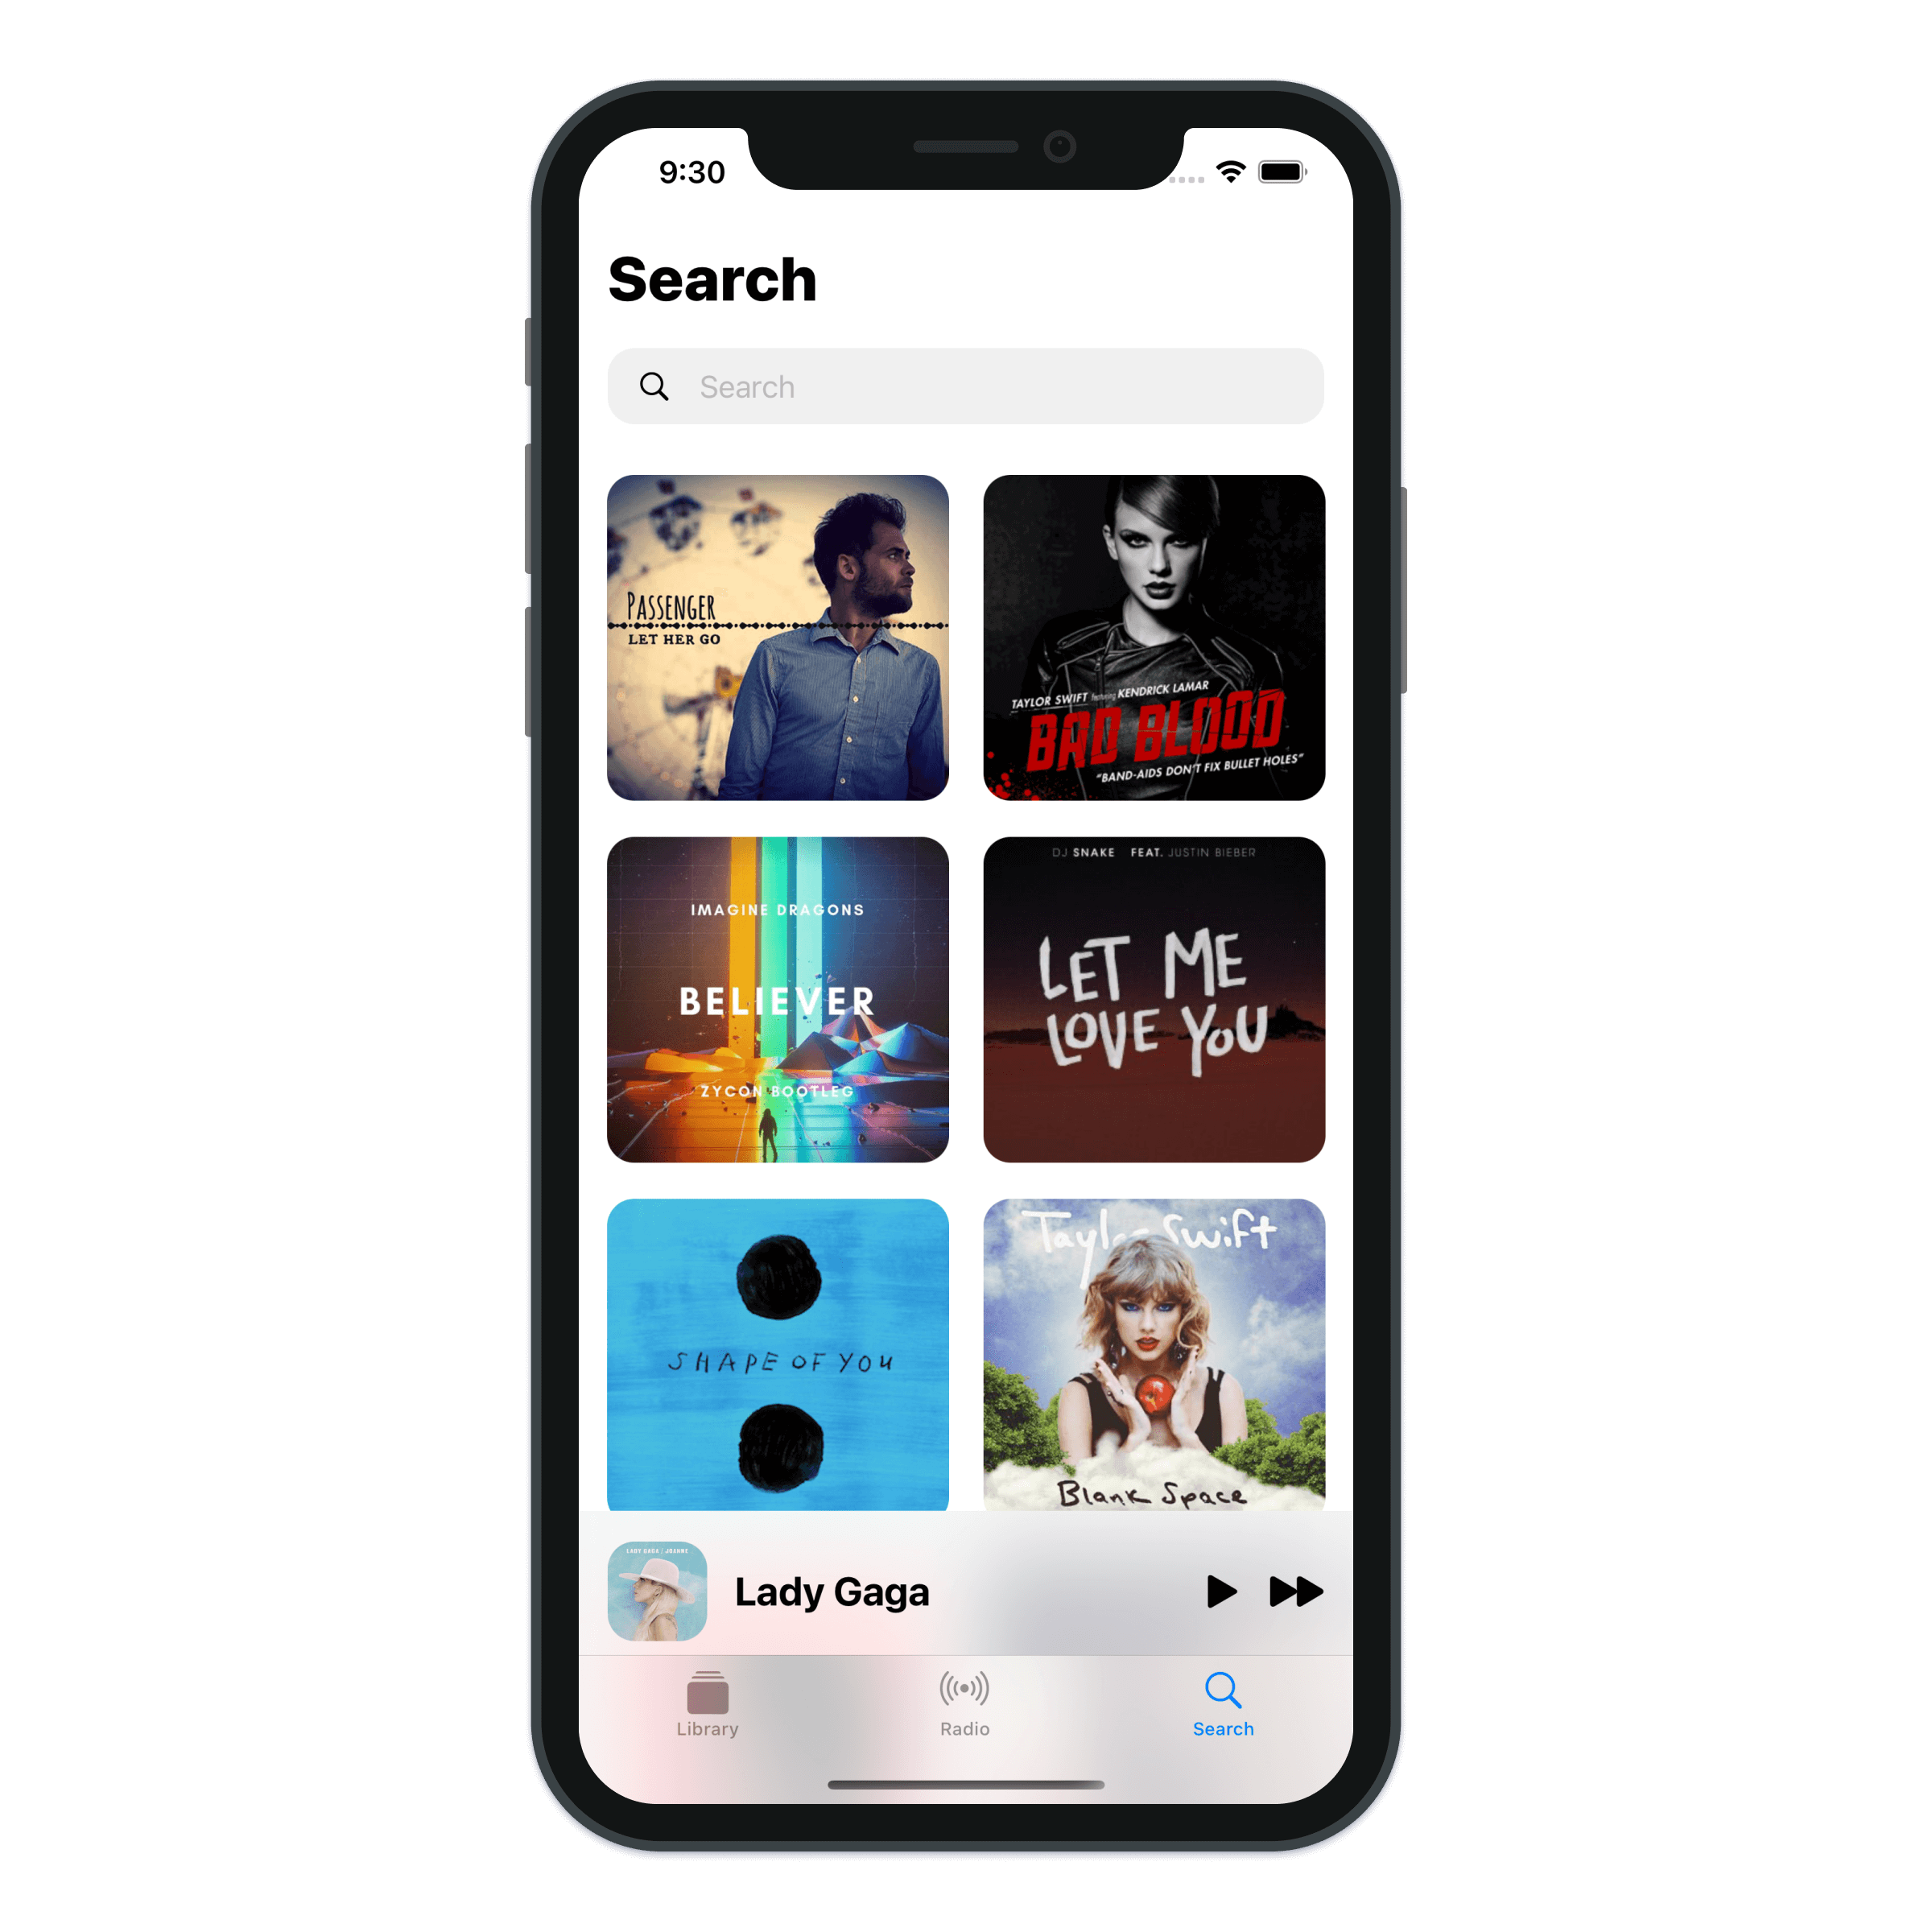 9:30
Search
Search
PASSENGER
LET HER GO
TAYLOR SWIFT featuring KENDRICK LAMAR
BAD BLOOD
"BAND-AIDS DON'T FIX BULLET HOLES"
IMAGINE DRAGONS
BELIEVER
ZYCON BOOTLEG
DJ SNAKE FEAT. JUSTIN BIEBER
LET ME
LOVE YOU
SHAPE OF YOU
Taylor Swift
Blank Space
LADY GAGA | JOANNE
Lady Gaga
Library
Radio
Search